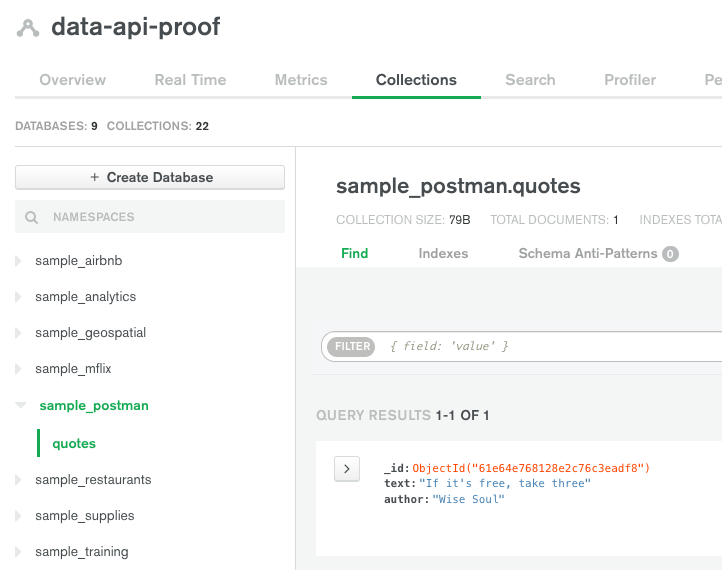 data-api-proof
Overview Real Time Metrics Collections Search Profiler Pe
DATABASES: 9 COLLECTIONS: 22
+ Create Database
NAMESPACES
sample_airbnb
sample_analytics
sample_geospatial
sample_mflix
sample_postman
quotes
sample_restaurants
sample_supplies
sample_training
sample_postman.quotes
COLLECTION SIZE: 79B TOTAL DOCUMENTS: 1 INDEXES TOTA
Find Indexes Schema Anti-Patterns 0
FILTER { field: 'value' }
QUERY RESULTS 1-1 OF 1
_id: ObjectId("61e64e768128e2c76c3eadf8")
text: "If it's free, take three"
author: "Wise Soul"